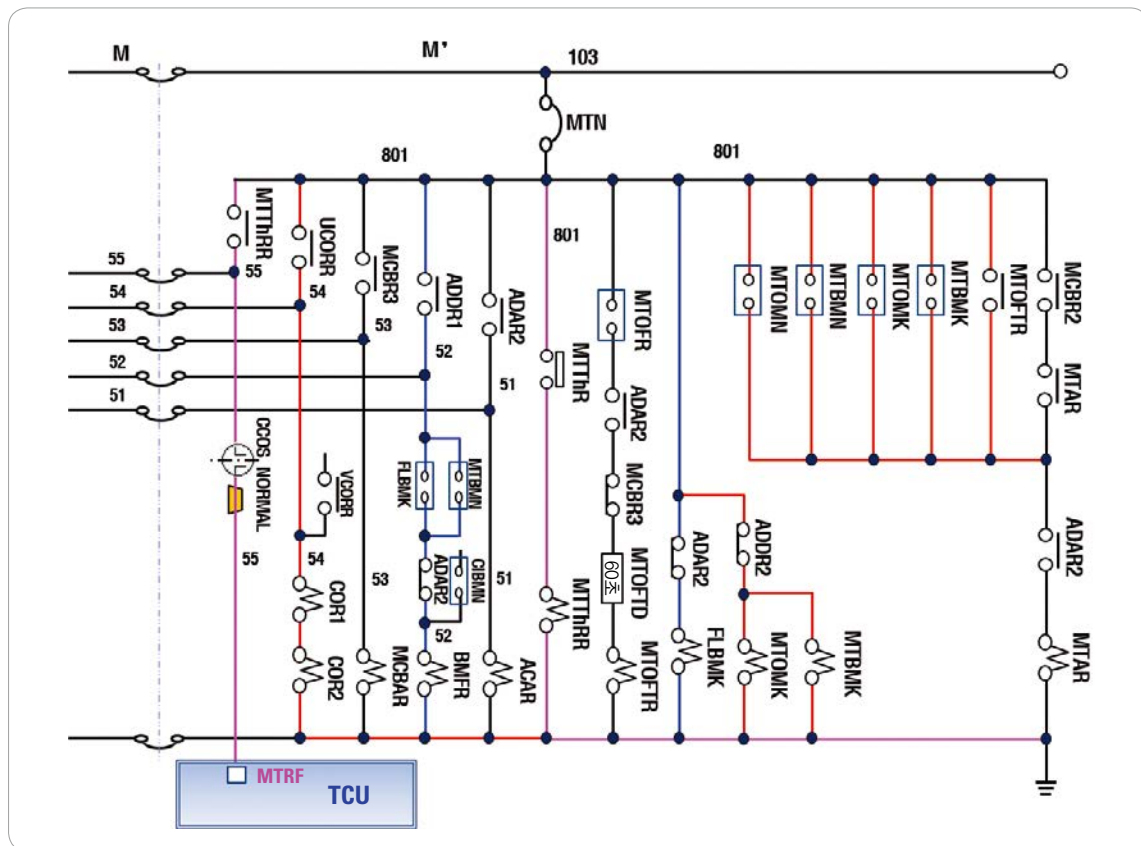 M
M'
103
MTN
801
801
MTThRR
UCORR
MCBR3
ADDR1
ADAR2
801
MTOFR
MTOMN
MTBMN
MTOMK
MTBMK
MTOFTR
MCBR2
55
55
54
54
53
53
52
52
51
51
MTThR
ADAR2
MTAR
CCOS NORMAL
VCORR
FLBMK
MTBMN
MCBR3
ADAR2
ADDR2
ADAR2
55
54
53
ADAR2
CIBMN
51
52
MTOFTD
60초
COR1
COR2
MCBAR
BMFR
ACAR
MTThRR
MTOFTR
FLBMK
MTOMK
MTBMK
MTAR
MTRF
TCU